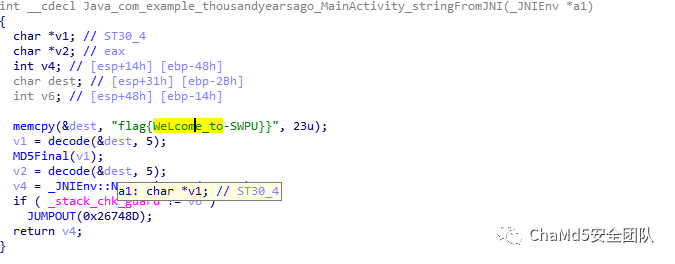 int __cdecl Java_com_example_thousandyearsago_MainActivity_stringFromJNI(_JNIEnv *a1)
{
char *v1; // ST30_4
char *v2; // eax
int v4; // [esp+14h] [ebp-48h]
char dest; // [esp+31h] [ebp-2Bh]
int v6; // [esp+48h] [ebp-14h]
memcpy(&dest, "flag{WeLcome_to-SWPU}}", 23u);
v1 = decode(&dest, 5);
MD5Final(v1);
v2 = decode(&dest, 5);
v4 = _JNIEnv::N
a1: char *v1; // ST30_4
if ( _stack_chk_guard != v6 )
JUMPOUT(0x26748D);
return v4;
}
ChaMd5安全团队